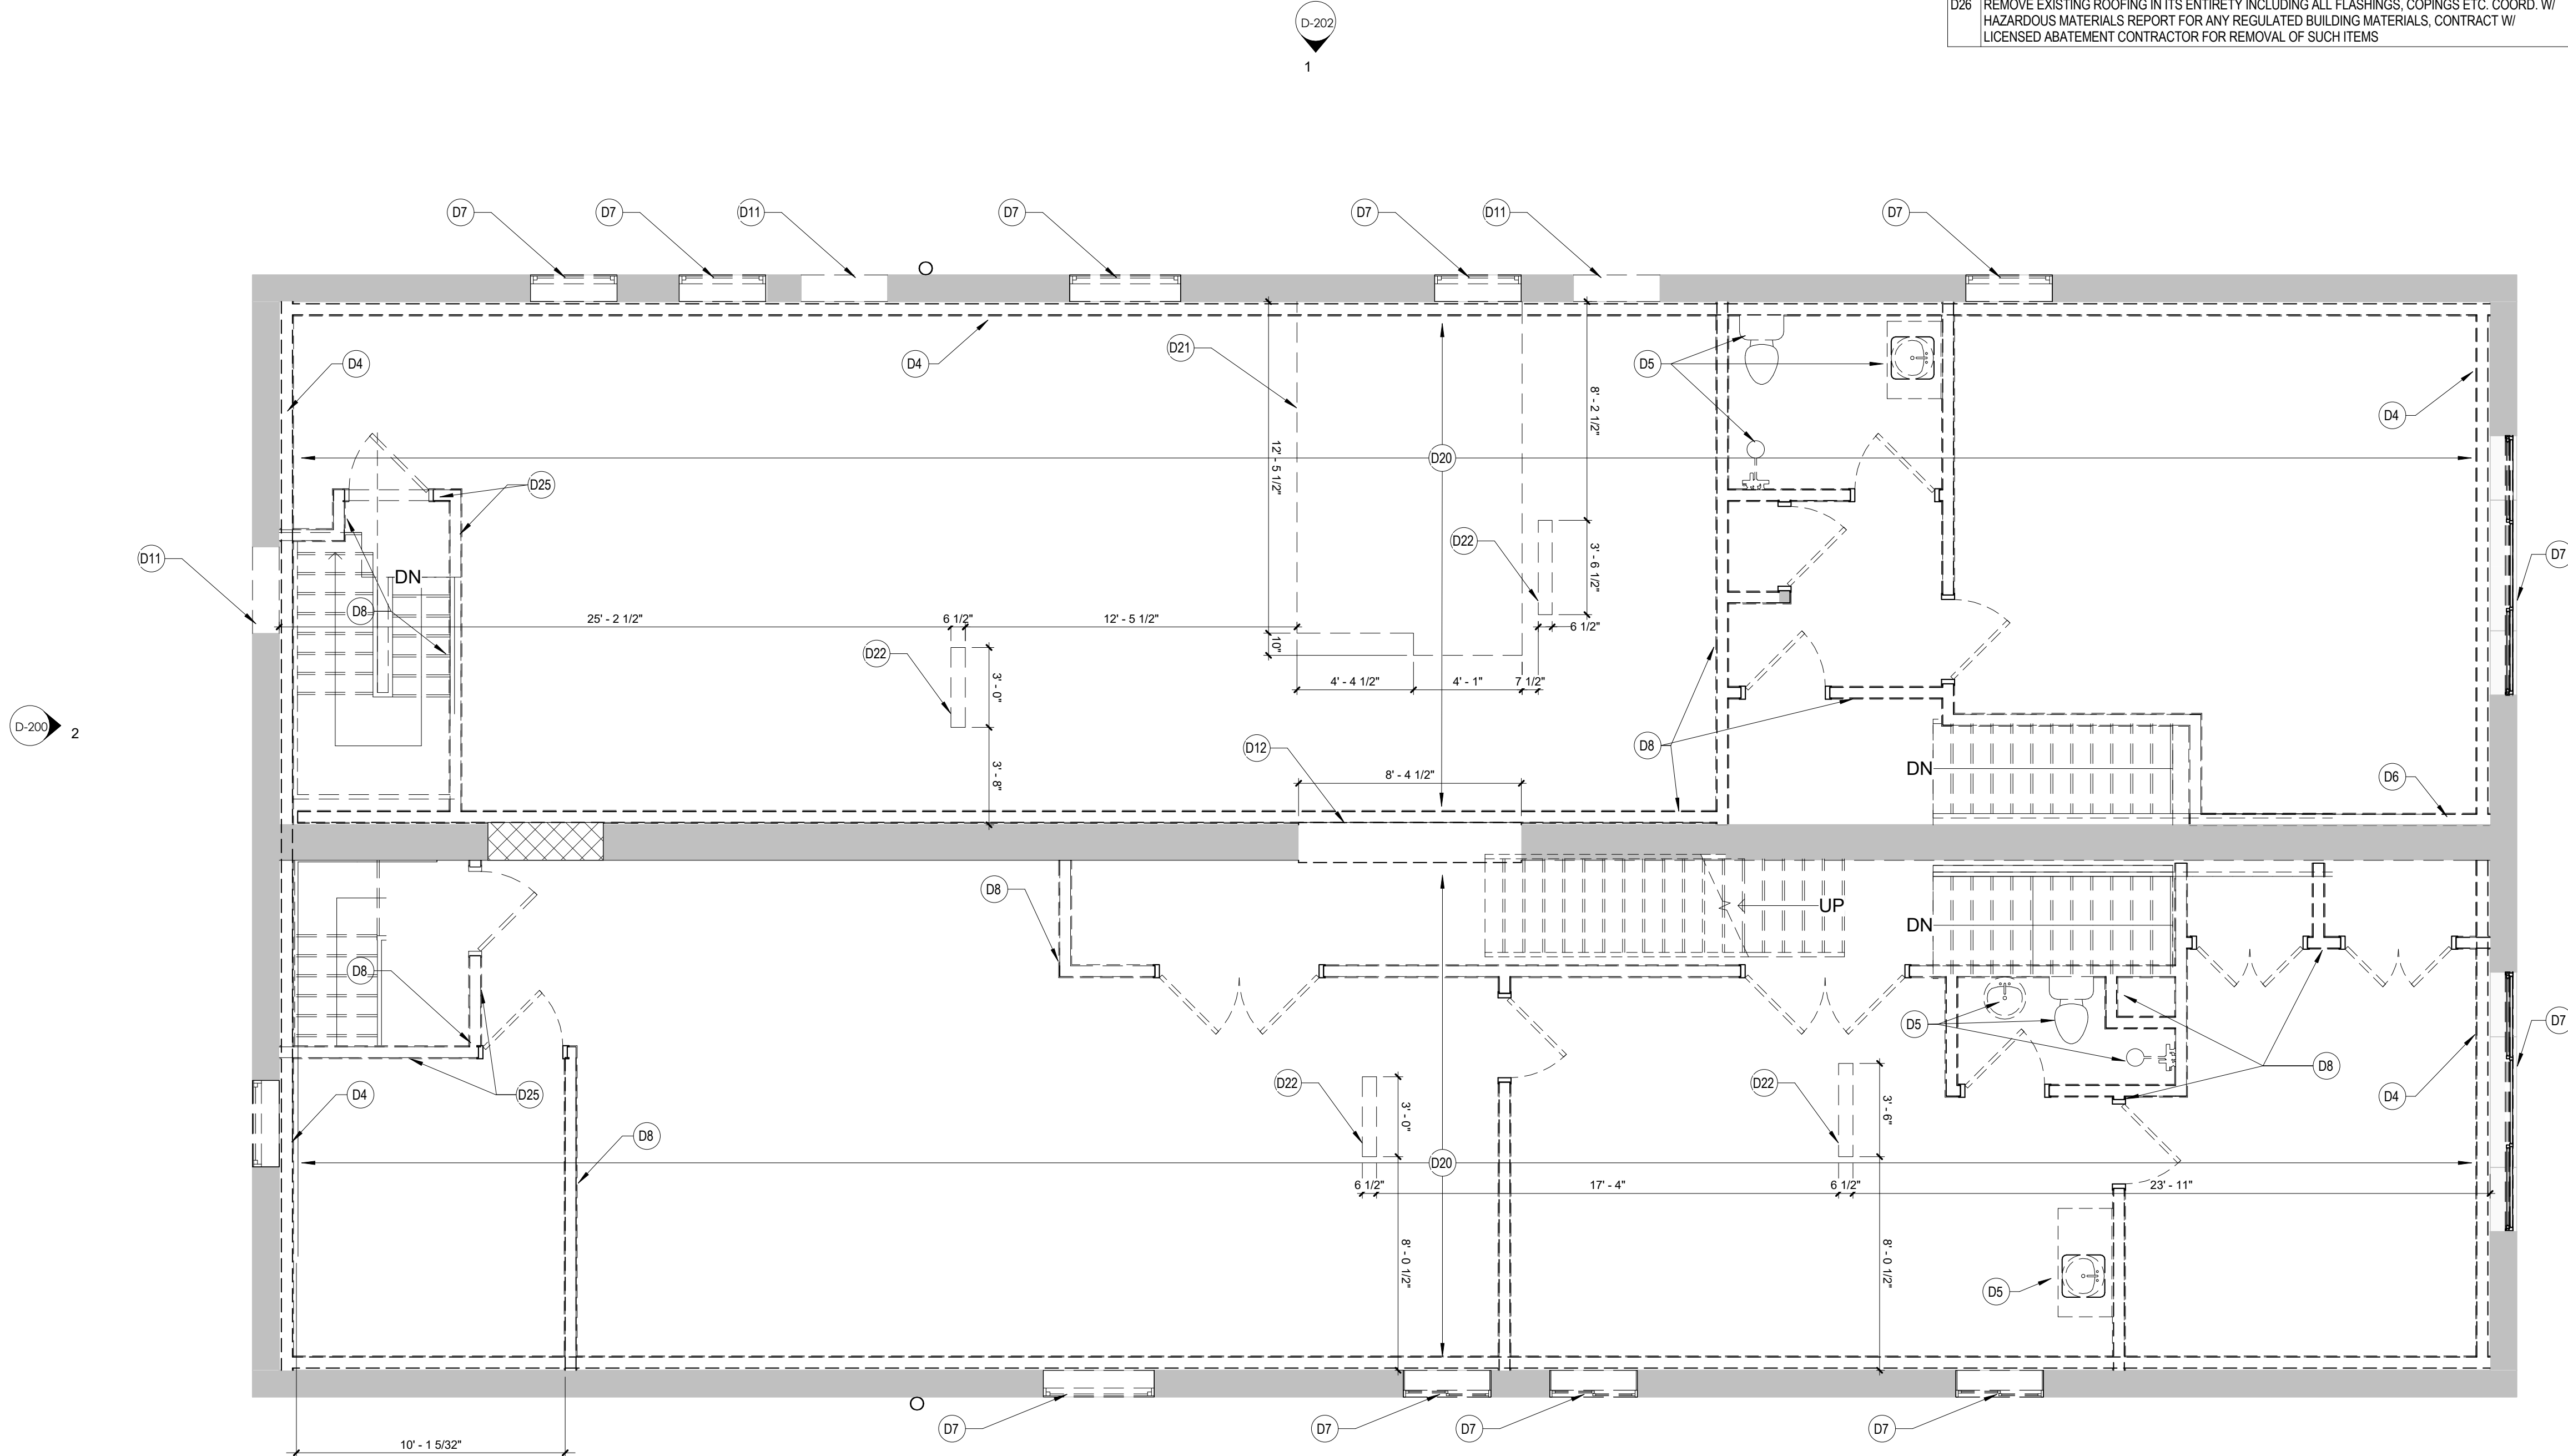 D26 REMOVE EXISTING ROOFING IN ITS ENTIRETY INCLUDING ALL FLASHINGS, COPINGS ETC. COORD. W/
HAZARDOUS MATERIALS REPORT FOR ANY REGULATED BUILDING MATERIALS, CONTRACT W/
LICENSED ABATEMENT CONTRACTOR FOR REMOVAL OF SUCH ITEMS
D-202
1
D7
D7
D11
D7
D7
D11
D7
D4
D4
D21
D5
D4
8' - 2 1/2"
12' - 5 1/2"
D20
D25
D22
3' - 6 1/2"
D11
D7
DN
D8
25' - 2 1/2"
6 1/2"
12' - 5 1/2"
6 1/2"
10"
D22
3' - 0"
4' - 4 1/2"
4' - 1"
7 1/2"
D-200
2
D12
D8
3' - 8"
8' - 4 1/2"
DN
D6
D8
UP
DN
D8
D5
D7
D8
D22
D22
D4
D25
3' - 0"
3' - 6"
D4
D8
D20
6 1/2"
17' - 4"
6 1/2"
23' - 11"
8' - 0 1/2"
8' - 0 1/2"
D5
D7
D7
D7
D7
10' - 1 5/32"